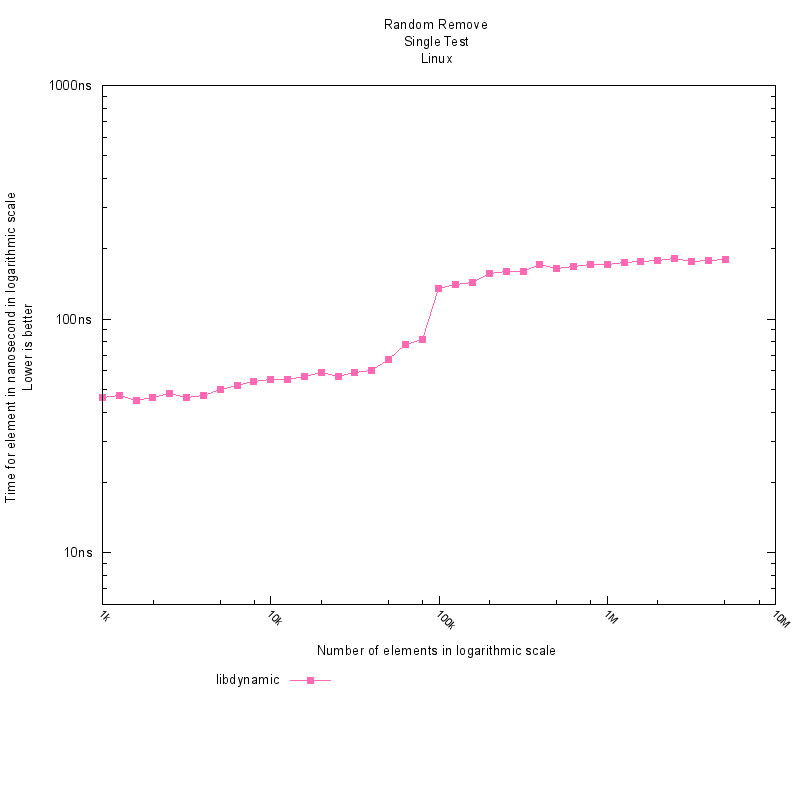 Random Remove
Single Test
Linux
1000ns
100ns
10ns
Time for element in nanosecond in logarithmic scale
Lower is better
1k
10k
100k
1M
10M
Number of elements in logarithmic scale
libdynamic